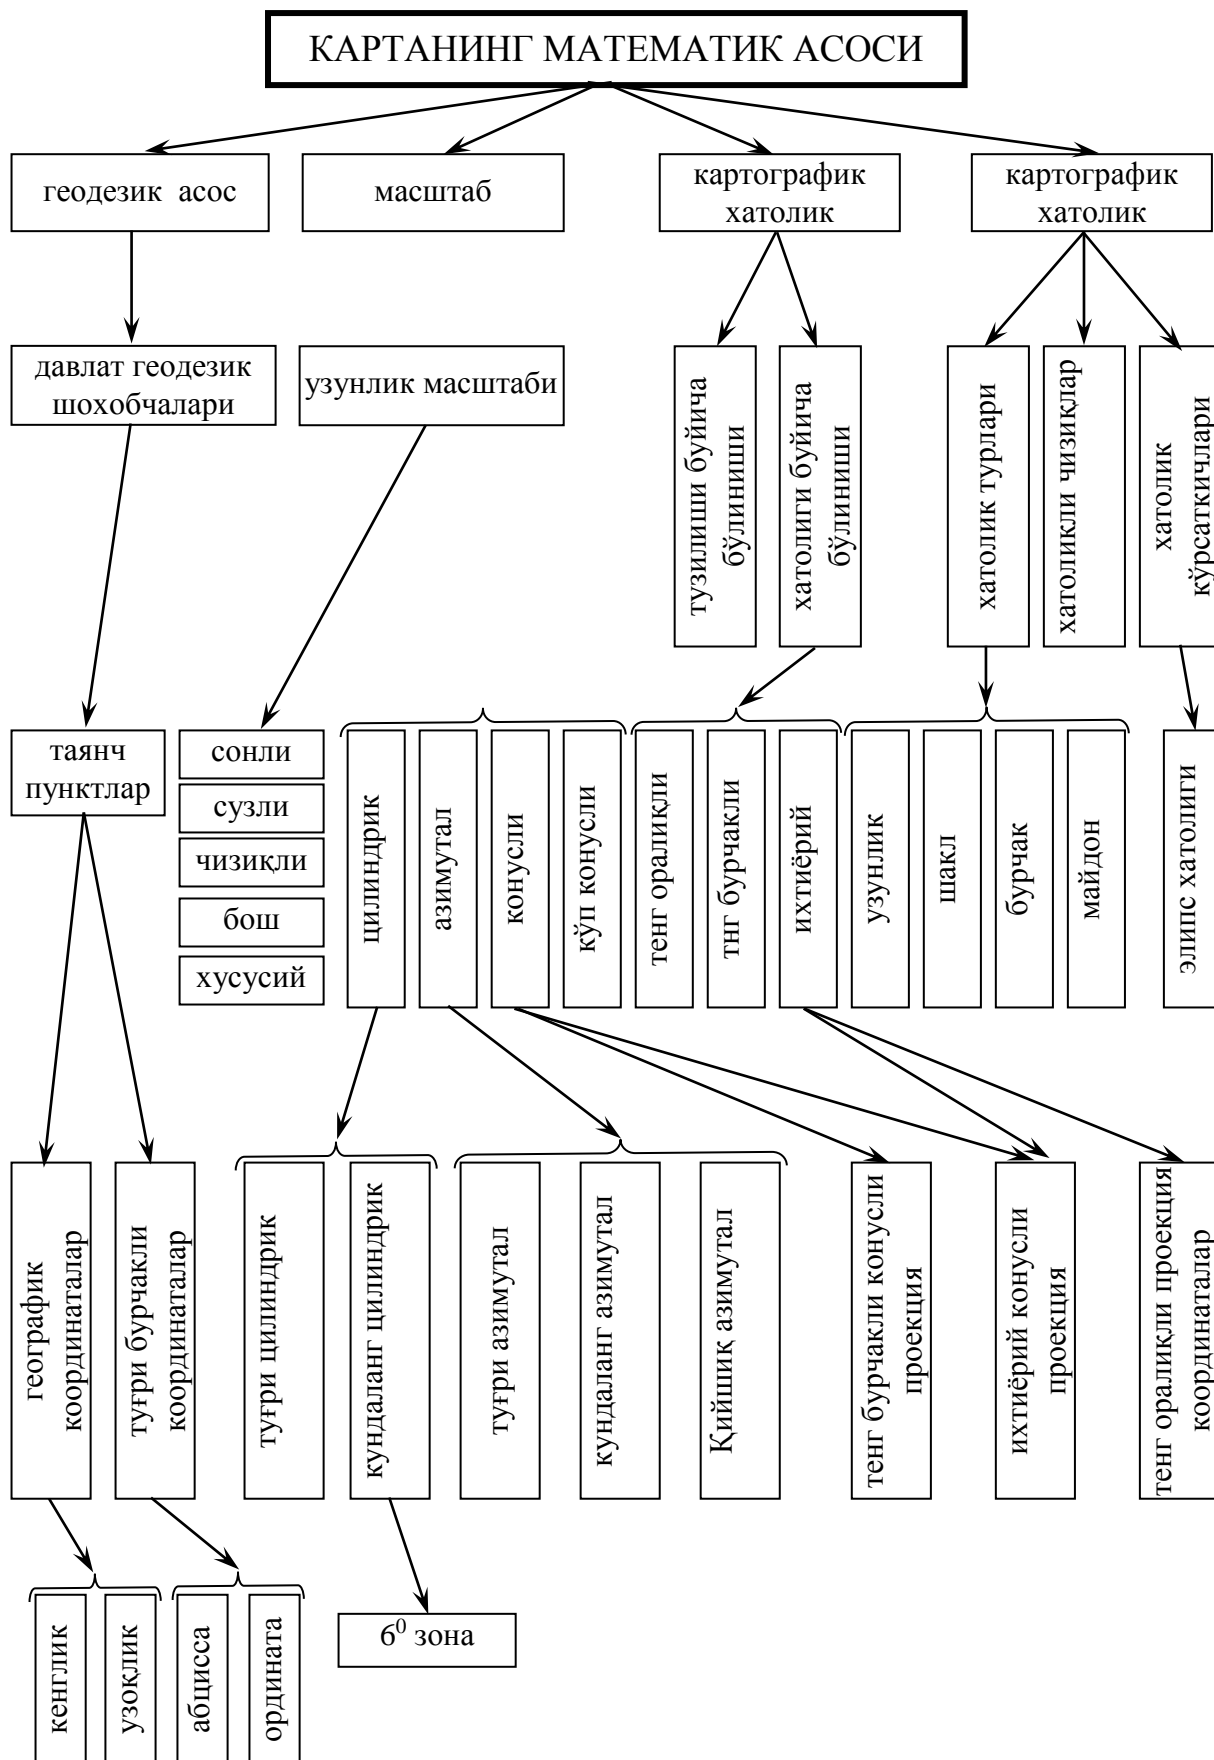 КАРТАНИНГ МАТЕМАТИК АСОСИ
геодезик асос
масштаб
картографик
хатолик
картографик
хатолик
давлат геодезик
шохобчалари
узунлик масштаби
тузилиши буйича
бўлиниши
хатолиги буйича
бўлиниши
хатолик турлари
хатоликли чизиқлар
хатолик
кўрсаткичлари
таянч
пунктлар
сонли
сузли
чизиқли
бош
хусусий
цилиндрик
азимутал
конусли
кўп конусли
тенг оралиқли
тнг бурчакли
ихтиёрий
узунлик
шакл
бурчак
майдон
элипс хатолиги
географик
координаталар
туғри бурчакли
координаталар
туғри цилиндрик
кундаланг цилиндрик
туғри азимутал
кундаланг азимутал
Қийшиқ азимутал
тенг бурчакли конусли
проекция
ихтиёрий конусли
проекция
тенг оралиқли проекция
координаталар
кенглик
узоқлик
абцисса
ордината
6⁰ зона